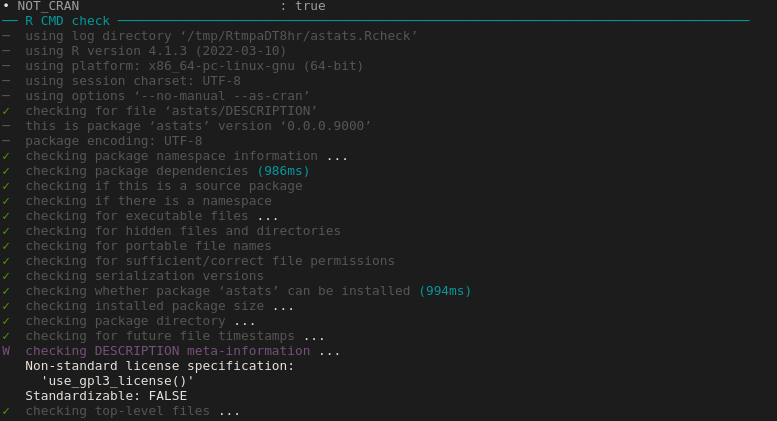 • NOT_CRAN : true
── R CMD check ──────────────────────────────────────────────────────────────────────────────────
─ using log directory ‘/tmp/RtmpaDT8hr/astats.Rcheck’
─ using R version 4.1.3 (2022-03-10)
─ using platform: x86_64-pc-linux-gnu (64-bit)
─ using session charset: UTF-8
─ using options ‘--no-manual --as-cran’
✓ checking for file ‘astats/DESCRIPTION’
─ this is package ‘astats’ version ‘0.0.0.9000’
─ package encoding: UTF-8
✓ checking package namespace information ...
✓ checking package dependencies (986ms)
✓ checking if this is a source package
✓ checking if there is a namespace
✓ checking for executable files ...
✓ checking for hidden files and directories
✓ checking for portable file names
✓ checking for sufficient/correct file permissions
✓ checking serialization versions
✓ checking whether package ‘astats’ can be installed (994ms)
✓ checking installed package size ...
✓ checking package directory ...
✓ checking for future file timestamps ...
W checking DESCRIPTION meta-information ...
Non-standard license specification:
'use_gpl3_license()'
Standardizable: FALSE
✓ checking top-level files ...